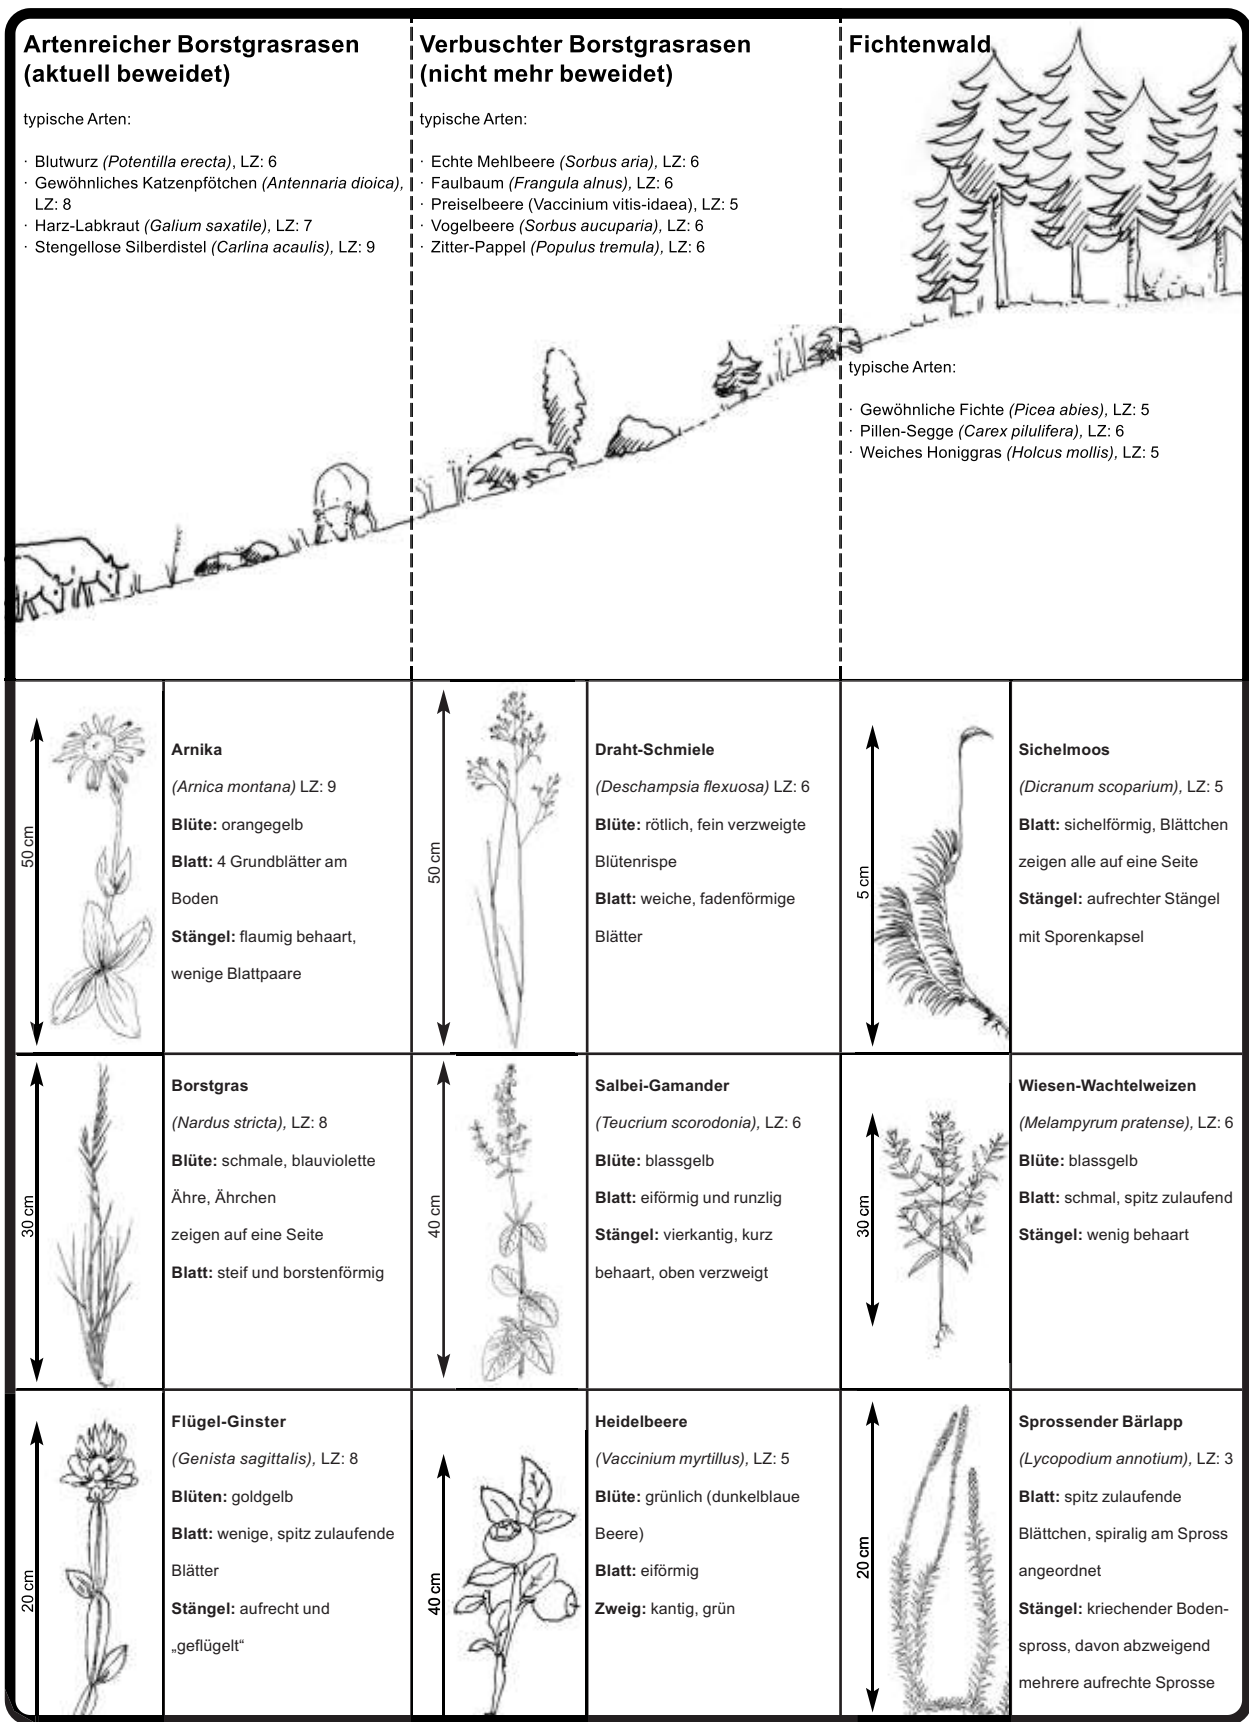 Artenreicher Borstgrasrasen
(aktuell beweidet)
typische Arten:
· Blutwurz (Potentilla erecta), LZ: 6
· Gewöhnliches Katzenpfötchen (Antennaria dioica),
LZ: 8
· Harz-Labkraut (Galium saxatile), LZ: 7
· Stengellose Silberdistel (Carlina acaulis), LZ: 9
Verbuschter Borstgrasrasen
(nicht mehr beweidet)
typische Arten:
· Echte Mehlbeere (Sorbus aria), LZ: 6
· Faulbaum (Frangula alnus), LZ: 6
· Preiselbeere (Vaccinium vitis-idaea), LZ: 5
· Vogelbeere (Sorbus aucuparia), LZ: 6
· Zitter-Pappel (Populus tremula), LZ: 6
Fichtenwald
typische Arten:
· Gewöhnliche Fichte (Picea abies), LZ: 5
· Pillen-Segge (Carex pilulifera), LZ: 6
· Weiches Honiggras (Holcus mollis), LZ: 5
50 cm
Arnika
(Arnica montana) LZ: 9
Blüte: orangegelb
Blatt: 4 Grundblätter am
Boden
Stängel: flaumig behaart,
wenige Blattpaare
50 cm
Draht-Schmiele
(Deschampsia flexuosa) LZ: 6
Blüte: rötlich, fein verzweigte
Blütenrispe
Blatt: weiche, fadenförmige
Blätter
5 cm
Sichelmoos
(Dicranum scoparium), LZ: 5
Blatt: sichelförmig, Blättchen
zeigen alle auf eine Seite
Stängel: aufrechter Stängel
mit Sporenkapsel
30 cm
Borstgras
(Nardus stricta), LZ: 8
Blüte: schmale, blauviolette
Ähre, Ährchen
zeigen auf eine Seite
Blatt: steif und borstenförmig
40 cm
Salbei-Gamander
(Teucrium scorodonia), LZ: 6
Blüte: blassgelb
Blatt: eiförmig und runzlig
Stängel: vierkantig, kurz
behaart, oben verzweigt
30 cm
Wiesen-Wachtelweizen
(Melampyrum pratense), LZ: 6
Blüte: blassgelb
Blatt: schmal, spitz zulaufend
Stängel: wenig behaart
20 cm
Flügel-Ginster
(Genista sagittalis), LZ: 8
Blüten: goldgelb
Blatt: wenige, spitz zulaufende
Blätter
Stängel: aufrecht und
„geflügelt“
40 cm
Heidelbeere
(Vaccinium myrtillus), LZ: 5
Blüte: grünlich (dunkelblaue
Beere)
Blatt: eiförmig
Zweig: kantig, grün
20 cm
Sprossender Bärlapp
(Lycopodium annotium), LZ: 3
Blatt: spitz zulaufende
Blättchen, spiralig am Spross
angeordnet
Stängel: kriechender Boden-
spross, davon abzweigend
mehrere aufrechte Sprosse